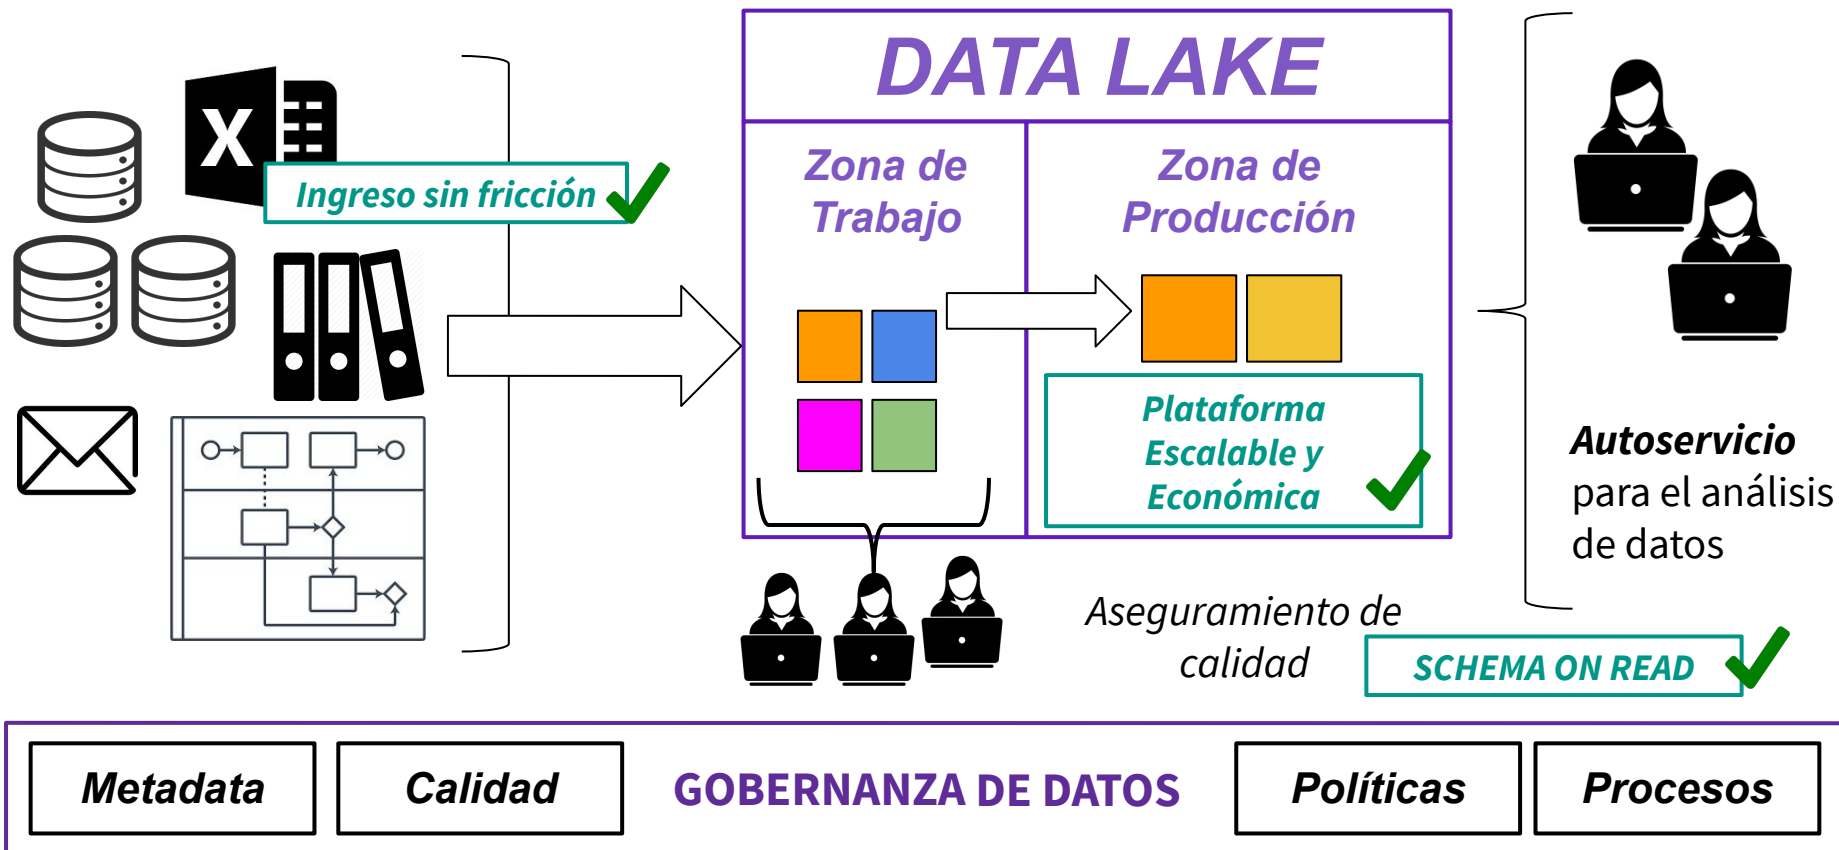 X
Ingreso sin fricción
DATA LAKE
Zona de
Trabajo
Zona de
Producción
Plataforma
Escalable y
Económica
Autoservicio
para el análisis
de datos
Aseguramiento de
calidad
SCHEMA ON READ
Metadata
Calidad
GOBERNANZA DE DATOS
Políticas
Procesos